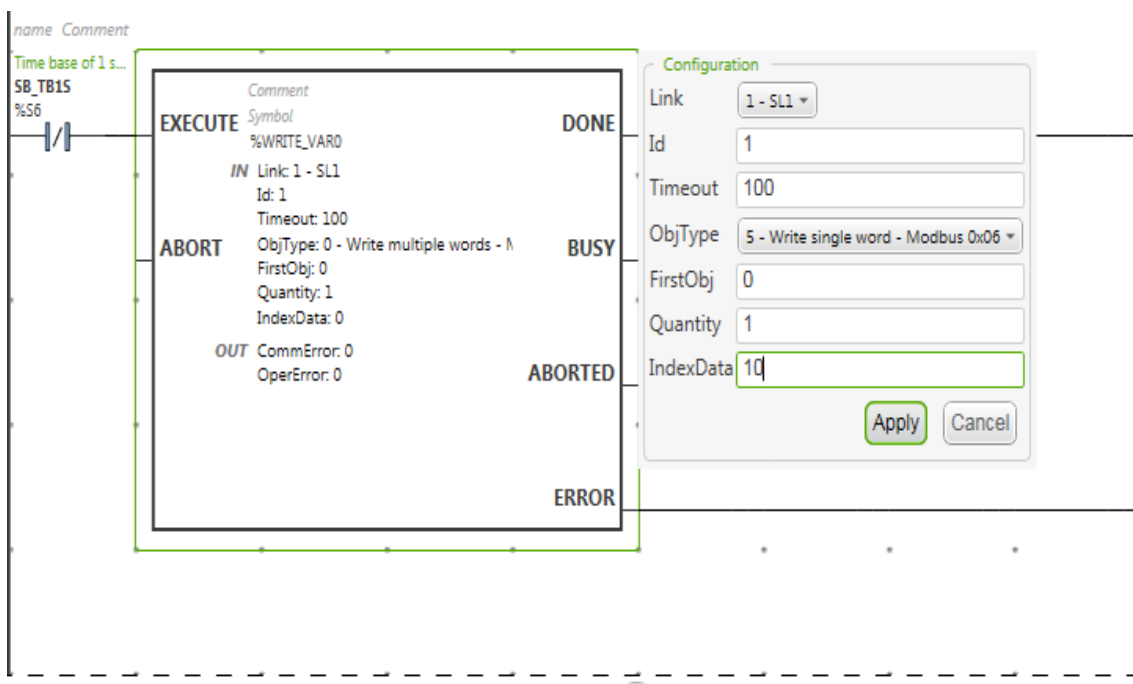 name Comment
Time base of 1 s...
SB_TB1S
%S6
Comment
EXECUTE Symbol DONE
%WRITE_VAR0
IN Link: 1 - SL1
Id: 1
Timeout: 100
ABORT ObjType: 0 - Write multiple words - M BUSY
FirstObj: 0
Quantity: 1
IndexData: 0
OUT CommError: 0
OperError: 0 ABORTED
ERROR
Configuration
Link 1 - SL1
Id 1
Timeout 100
ObjType 5 - Write single word - Modbus 0x06
FirstObj 0
Quantity 1
IndexData 10
Apply Cancel